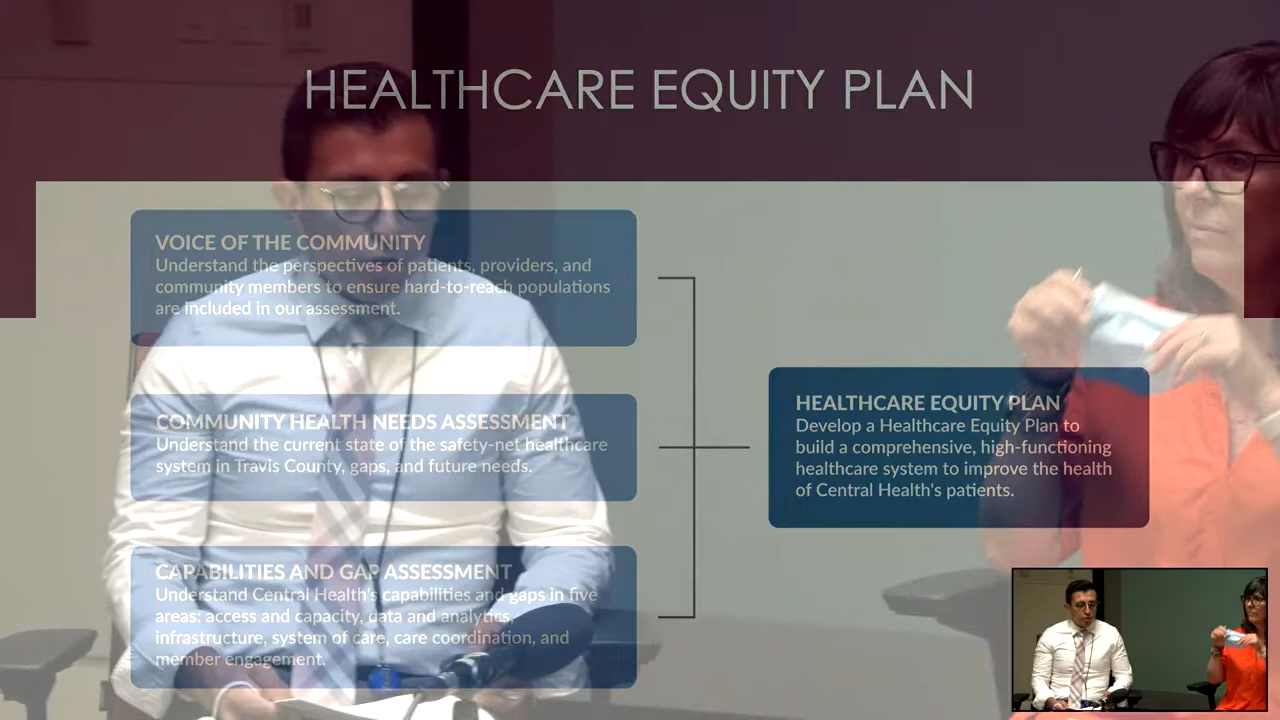 HEALTHCARE EQUITY PLAN
VOICE OF THE COMMUNITY
Understand the perspectives of patients, providers, and
community members to ensure hard-to-reach populations
are included in our assessment.
COMMUNITY HEALTH NEEDS ASSESSMENT
Understand the current state of the safety-net healthcare
system in Travis County, gaps, and future needs.
CAPABILITIES AND GAP ASSESSMENT
Understand Central Health's capabilities and gaps in five
areas: access and capacity, data and analytics,
infrastructure, system of care, care coordination, and
member engagement.
HEALTHCARE EQUITY PLAN
Develop a Healthcare Equity Plan to
build a comprehensive, high-functioning
healthcare system to improve the health
of Central Health's patients.